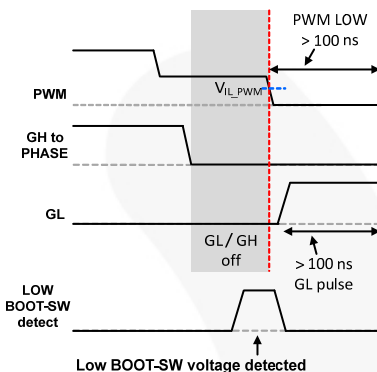 PWM LOW
> 100 ns
PWM
VIL_PWM
GH to
PHASE
GL
GL / GH
off
> 100 ns
GL pulse
LOW
BOOT-SW
detect
Low BOOT-SW voltage detected